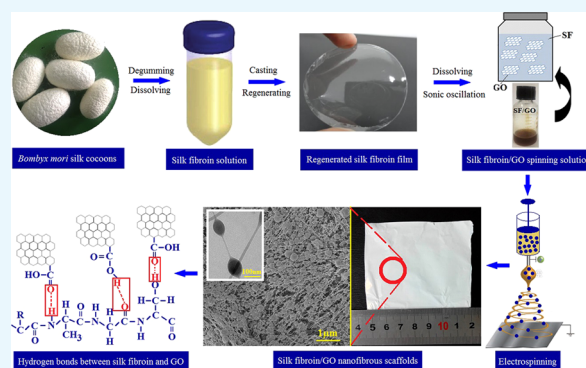 Degumming
Dissolving
Casting
Regenerating
Dissolving
Sonic oscillation
SF
GO
SF/GO
Bombyx mori silk cocoons
Silk fibroin solution
Regenerated silk fibroin film
Silk fibroin/GO spinning solution
HO
C
O
H
O
C
O
H
O
C
OH
O
H
O
R
C
O
N
H
CH3
N
H
C
O
N
H
H
C
O
100nm
1nm
4 5 6 7 8 9 10 1 2
Hydrogen bonds between silk fibroin and GO
Silk fibroin/GO nanofibrous scaffolds
Electrospinning